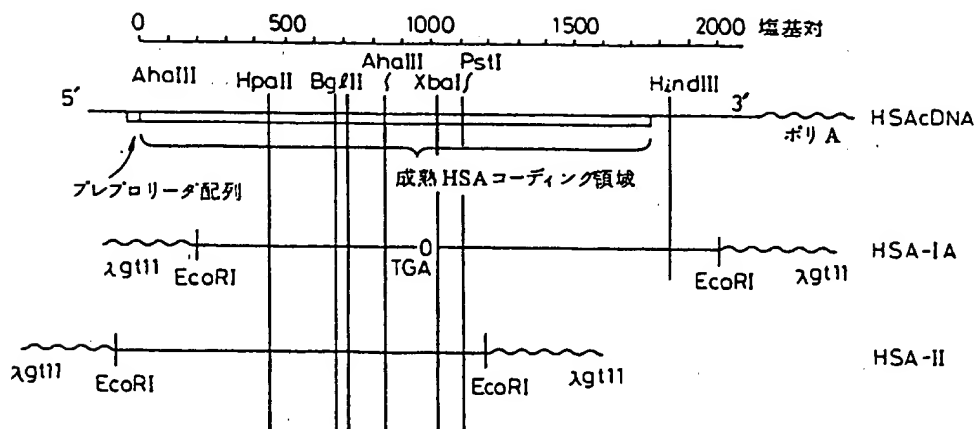 0 500 1000 1500 2000 塩基対
AhaIII PstI
AhaIII HpaII BglII XbaI HindIII
5′ 3′ HSAcDNA
ポリ A
プレプロリーダ配列 成熟HSAコーディング領域
0 HSA-IA
λgt11 EcoRI TGA EcoRI λgt11
HSA-II
λgt11 EcoRI EcoRI λgt11